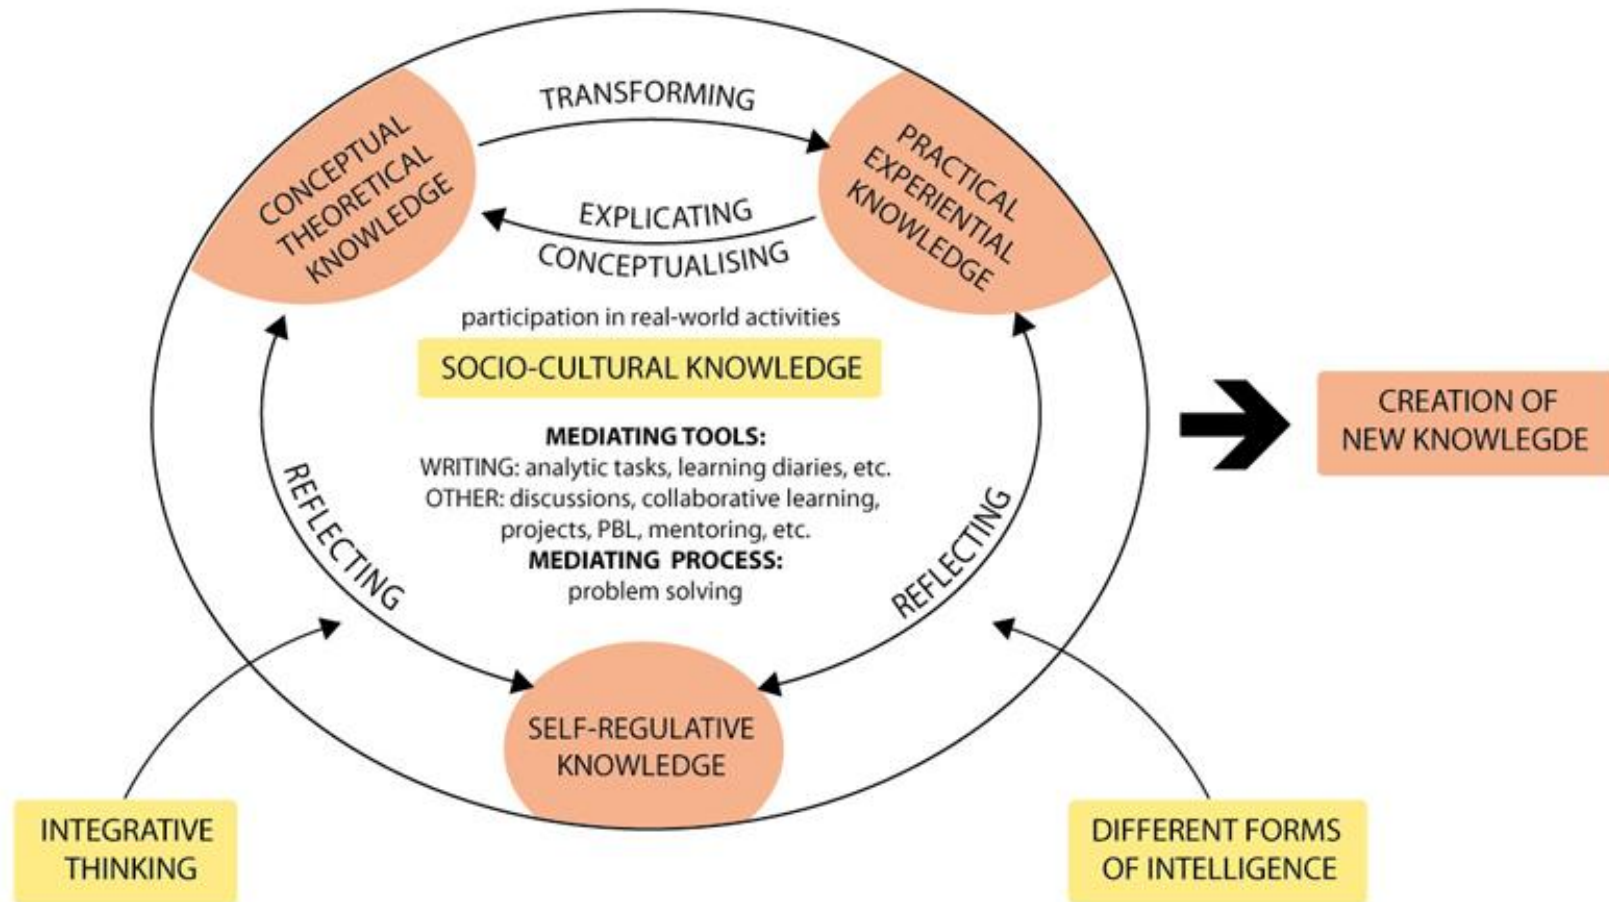 TRANSFORMING
CONCEPTUAL
THEORETICAL
KNOWLEDGE
PRACTICAL
EXPERIENTIAL
KNOWLEDGE
EXPLICATING
CONCEPTUALISING
participation in real-world activities
SOCIO-CULTURAL KNOWLEDGE
MEDIATING TOOLS:
WRITING: analytic tasks, learning diaries, etc.
OTHER: discussions, collaborative learning,
projects, PBL, mentoring, etc.
MEDIATING PROCESS:
problem solving
REFLECTING
REFLECTING
CREATION OF
NEW KNOWLEGDE
SELF-REGULATIVE
KNOWLEDGE
INTEGRATIVE
THINKING
DIFFERENT FORMS
OF INTELLIGENCE